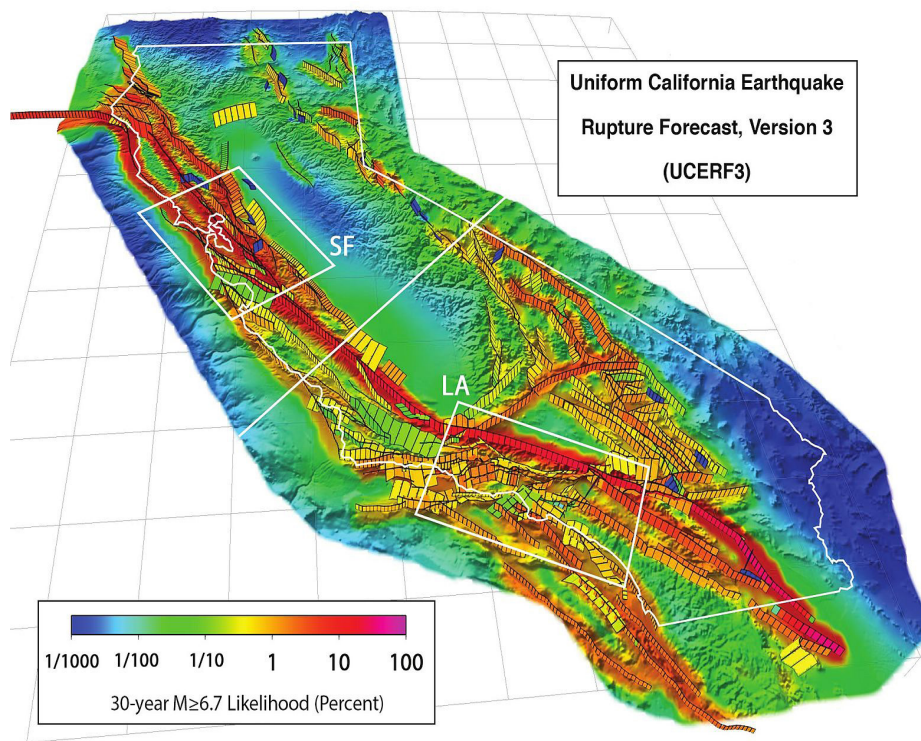 Uniform California Earthquake
Rupture Forecast, Version 3
(UCERF3)
SF
LA
1/1000 1/100 1/10 1 10 100
30-year M≥6.7 Likelihood (Percent)